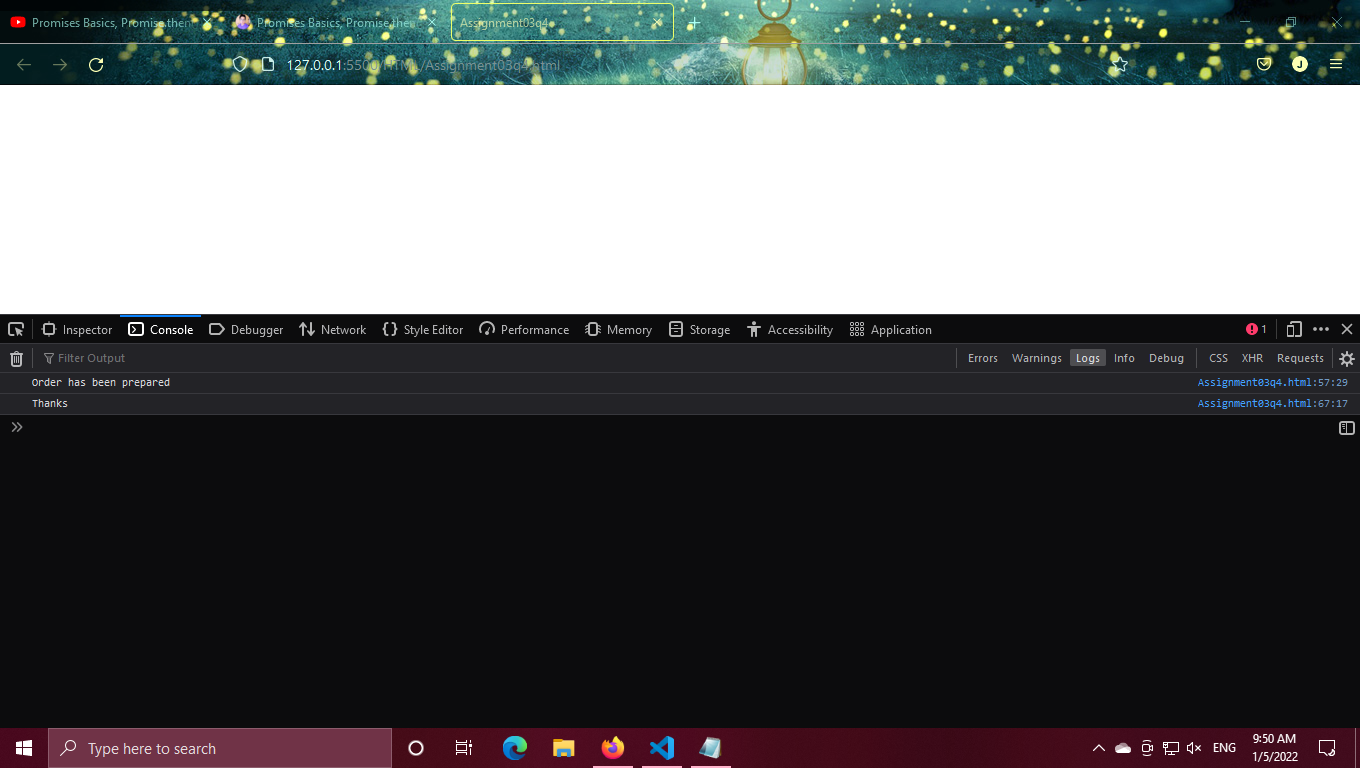 Promises Basics, Promise.then Promises Basics, Promise.then Assignment03q4
127.0.0.1:5500/HTML/Assignment03q4.html J
Inspector Console Debugger Network Style Editor Performance Memory Storage Accessibility Application 1
Filter Output Errors Warnings Logs Info Debug CSS XHR Requests
Order has been prepared Assignment03q4.html:57:29
Thanks Assignment03q4.html:67:17
Type here to search ENG 9:50 AM
1/5/2022